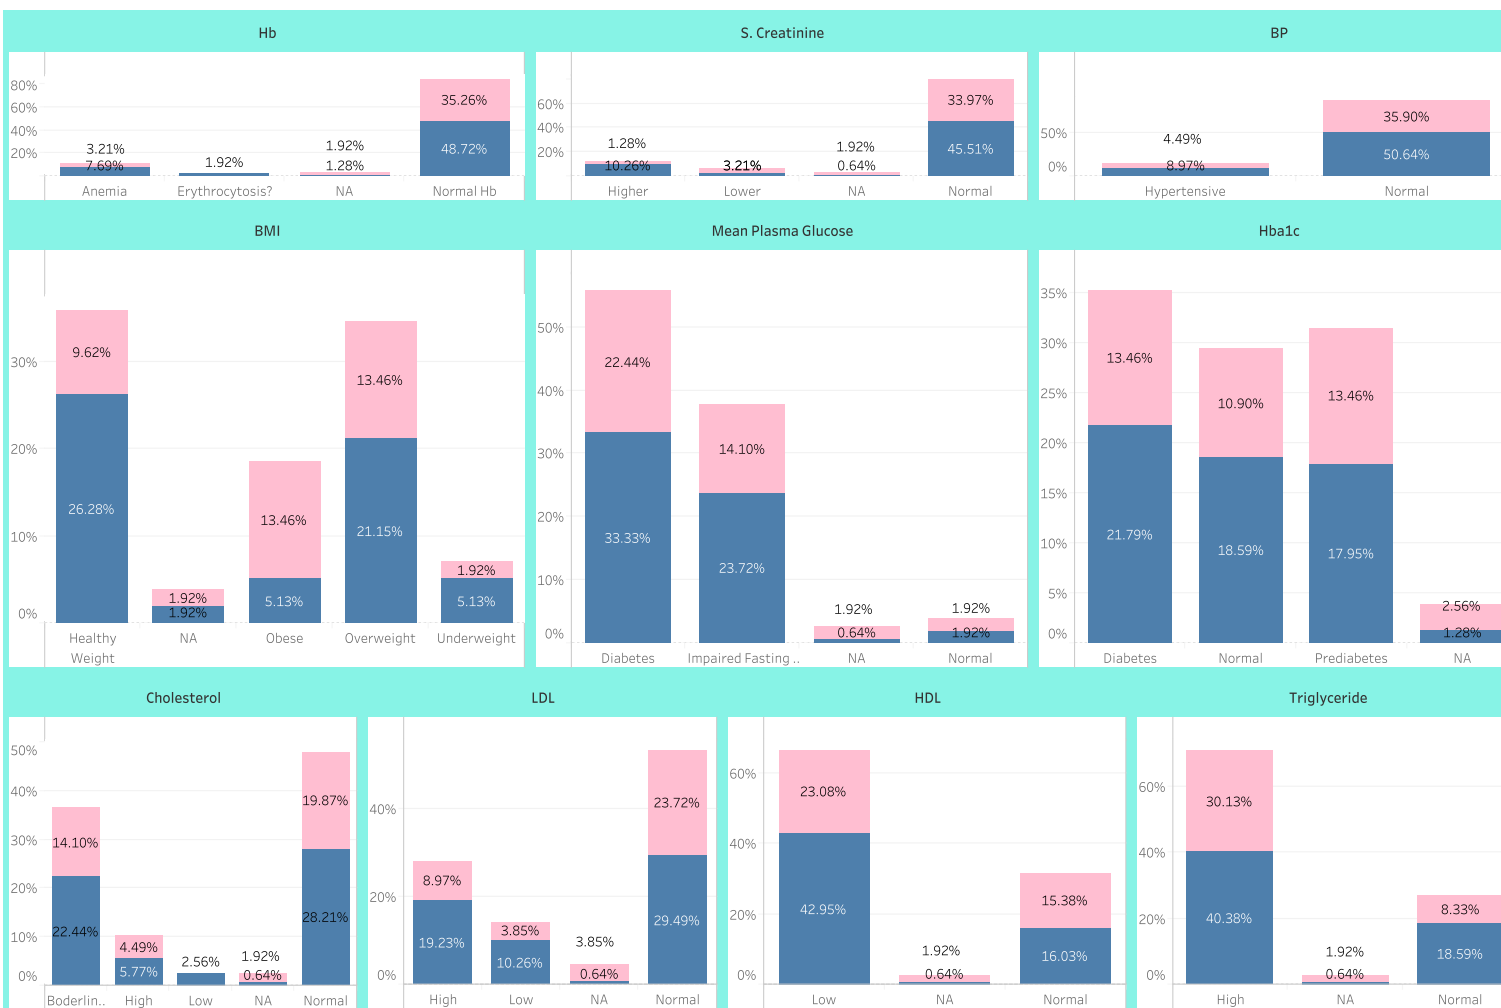 Hb
80%
60%
40%
20%
3.21%
7.69%
1.92%
1.92%
1.28%
35.26%
48.72%
Anemia
Erythrocytosis?
NA
Normal Hb
S. Creatinine
60%
40%
20%
1.28%
10.26%
3.21%
1.92%
0.64%
33.97%
45.51%
Higher
Lower
NA
Normal
BP
50%
0%
4.49%
8.97%
35.90%
50.64%
Hypertensive
Normal
BMI
30%
20%
10%
0%
9.62%
26.28%
1.92%
1.92%
13.46%
5.13%
13.46%
21.15%
1.92%
5.13%
Healthy
Weight
NA
Obese
Overweight
Underweight
Mean Plasma Glucose
50%
40%
30%
20%
10%
0%
22.44%
33.33%
14.10%
23.72%
1.92%
0.64%
1.92%
1.92%
Diabetes
Impaired Fasting ..
NA
Normal
Hba1c
35%
30%
25%
20%
15%
10%
5%
0%
13.46%
21.79%
10.90%
18.59%
13.46%
17.95%
2.56%
1.28%
Diabetes
Normal
Prediabetes
NA
Cholesterol
50%
40%
30%
20%
10%
0%
14.10%
22.44%
4.49%
5.77%
2.56%
1.92%
0.64%
19.87%
28.21%
Boderlin..
High
Low
NA
Normal
LDL
40%
20%
0%
8.97%
19.23%
3.85%
10.26%
3.85%
0.64%
23.72%
29.49%
High
Low
NA
Normal
HDL
60%
40%
20%
0%
23.08%
42.95%
1.92%
0.64%
15.38%
16.03%
Low
NA
Normal
Triglyceride
60%
40%
20%
0%
30.13%
40.38%
1.92%
0.64%
8.33%
18.59%
High
NA
Normal